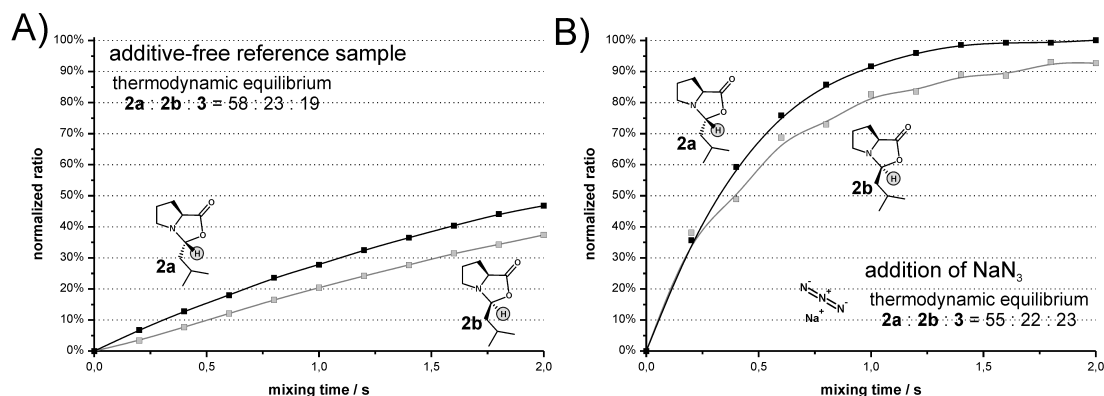 A)
additive-free reference sample
thermodynamic equilibrium
2a : 2b : 3 = 58 : 23 : 19
normalized ratio
100%
90%
80%
70%
60%
50%
40%
30%
20%
10%
0%
N
O
O
H
2a
N
O
O
H
2b
0,0 0,5 1,0 1,5 2,0
mixing time / s
B)
normalized ratio
100%
90%
80%
70%
60%
50%
40%
30%
20%
10%
0%
N
O
O
H
2a
N
O
O
H
2b
addition of NaN3
thermodynamic equilibrium
2a : 2b : 3 = 55 : 22 : 23
N-
N+
N-
Na+
0,0 0,5 1,0 1,5 2,0
mixing time / s